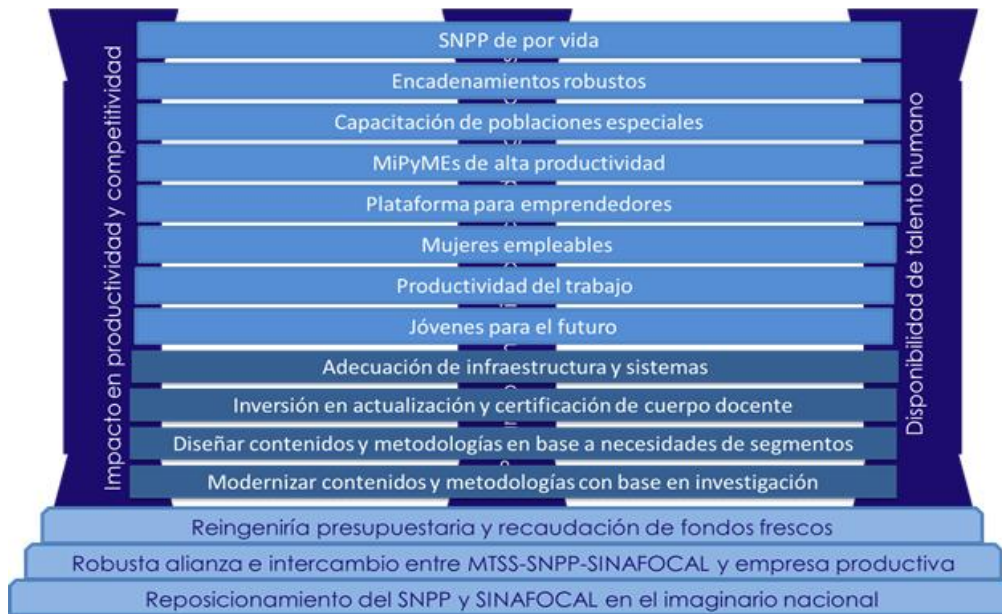 SNPP de por vida
Encadenamientos robustos
Capacitación de poblaciones especiales
MiPyMEs de alta productividad
Plataforma para emprendedores
Mujeres empleables
Productividad del trabajo
Jóvenes para el futuro
Adecuación de infraestructura y sistemas
Inversión en actualización y certificación de cuerpo docente
Diseñar contenidos y metodologías en base a necesidades de segmentos
Modernizar contenidos y metodologías con base en investigación
Impacto en productividad y competitividad
Disponibilidad de talento humano
Reingeniría presupuestaria y recaudación de fondos frescos
Robusta alianza e intercambio entre MTSS-SNPP-SINAFOCAL y empresa productiva
Reposicionamiento del SNPP y SINAFOCAL en el imaginario nacional